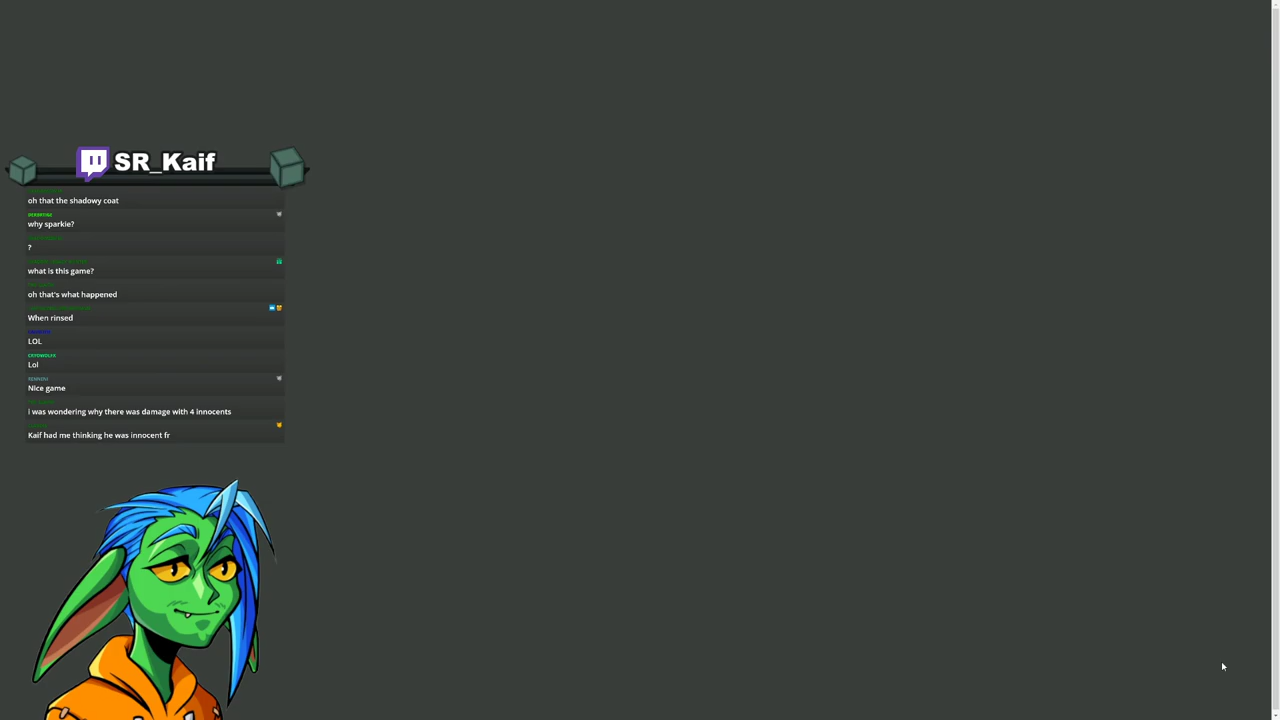 SR_Kaif
oh that the shadowy coat
why sparkie?
?
what is this game?
oh that's what happened
When rinsed
LOL
Lol
Nice game
I was wondering why there was damage with 4 innocents
Kaif had me thinking he was innocent fr